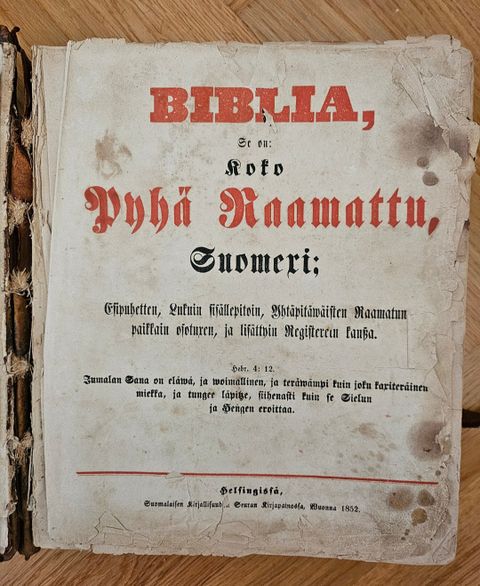 BIBLIA,
Se on:
Koko
Pyhä Raamattu,
Suomexi;
Esipuhetten, Lukuin sisällepitoin, Yhtäpitäwäisten Raamatun
paikkain osotuxen, ja lisättyin Registerein kanßa.
Hebr. 4: 12.
Jumalan Sana on eläwä, ja woimallinen, ja teräwämpi kuin joku kaxiteräinen
miekka, ja tunget läpitze, siihenasti kuin se Sielun
ja Hengen eroittaa.
Helsingissä,
Suomalaisen Kirjallisuud Seuran Kirjapainossa, Wuonna 1852.